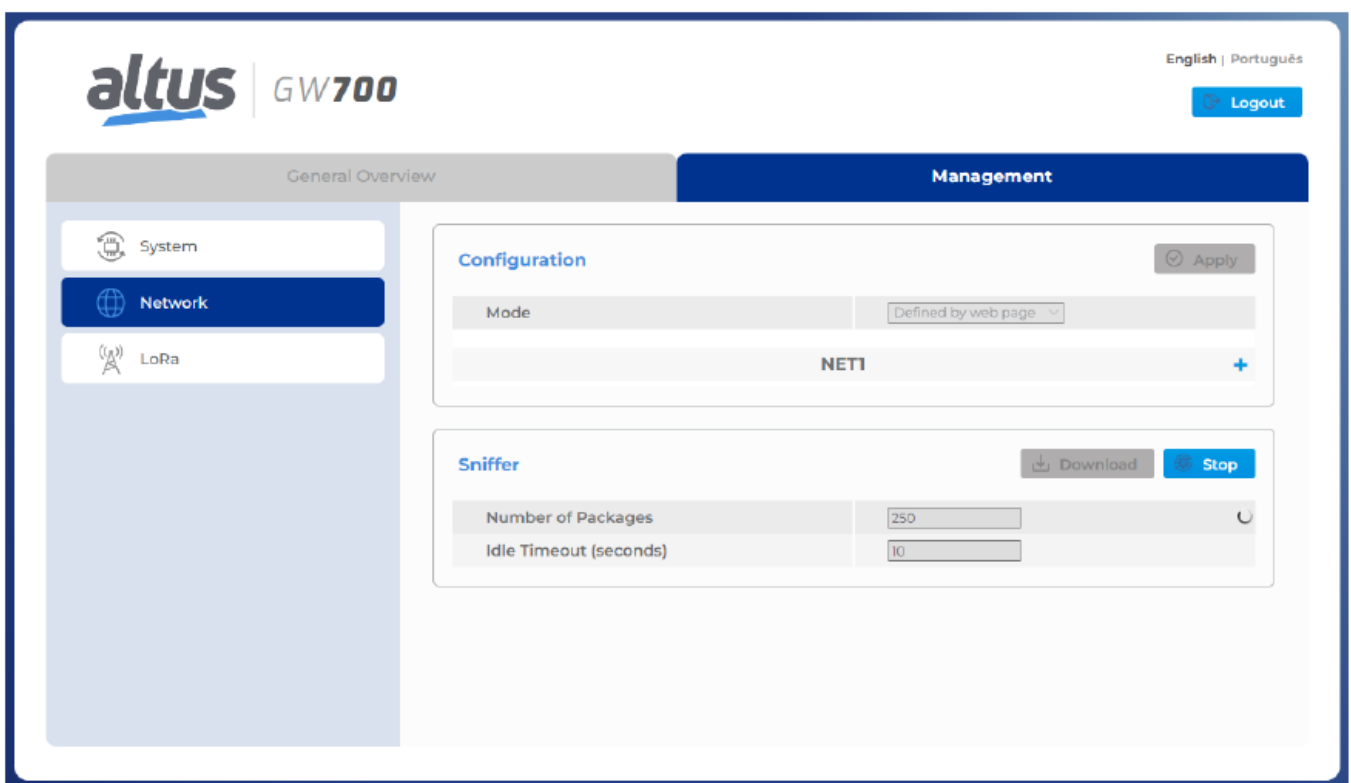 altus GW700
English | Português
Logout
General Overview
Management
System
Network
LoRa
Configuration
Apply
Mode
Defined by web page
NET1 +
Sniffer
Download
Stop
Number of Packages
250
Idle Timeout (seconds)
10